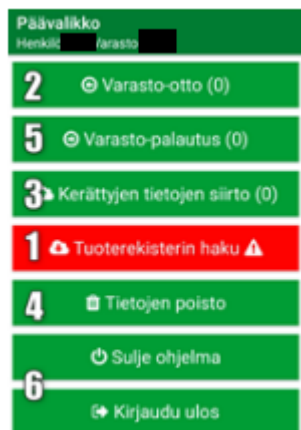 Päävalikko
Henkilö Varasto
2 Varasto-otto (0)
5 Varasto-palautus (0)
3 Kerättyjen tietojen siirto (0)
1 Tuoterekisterin haku
4 Tietojen poisto
Sulje ohjelma
6
Kirjaudu ulos